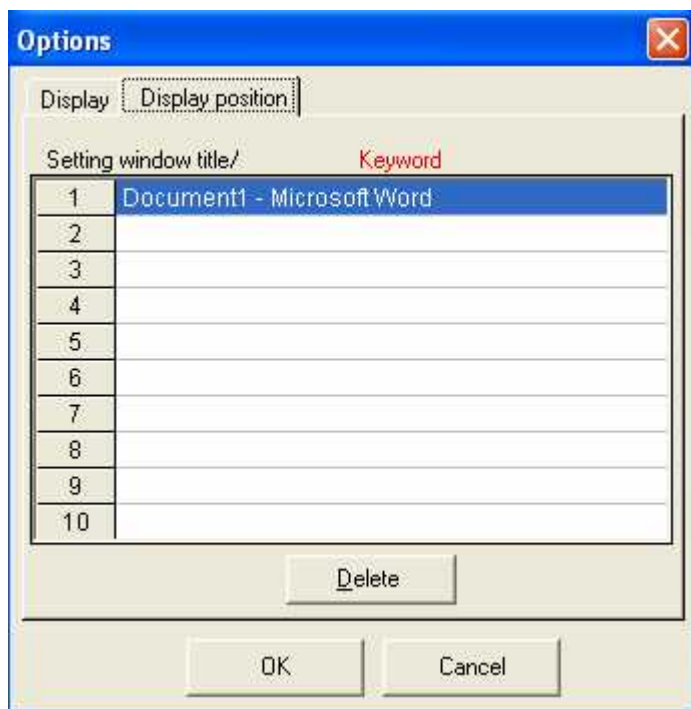 Options
Display Display position
Setting window title/ Keyword
1 Document1 - Microsoft Word
2
3
4
5
6
7
8
9
10
Delete
OK Cancel